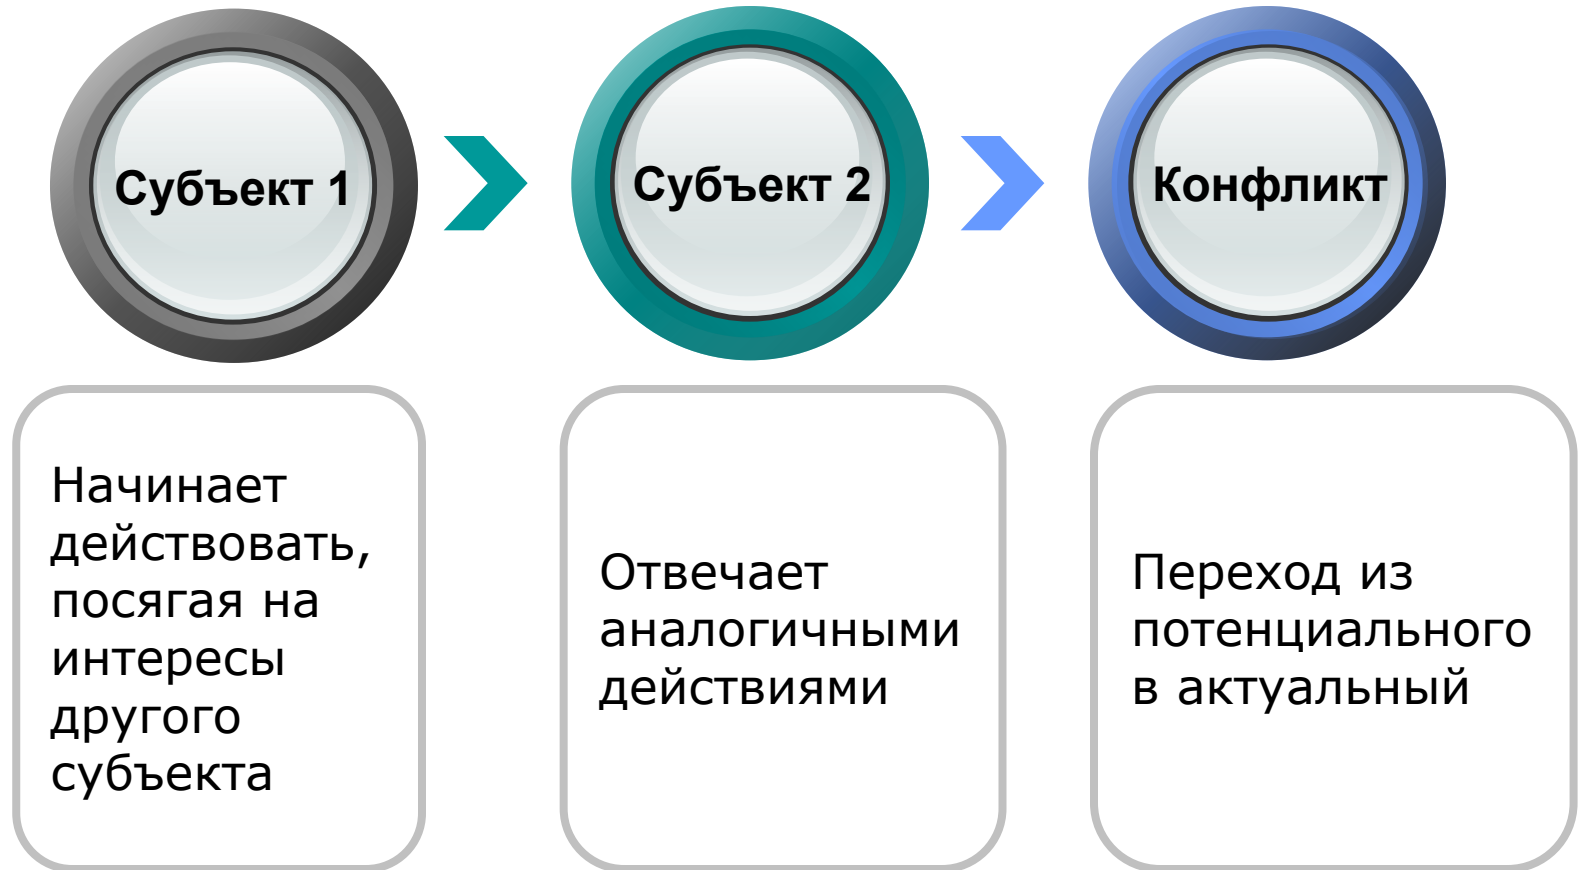 Субъект 1
Субъект 2
Конфликт
Начинает
действовать,
посягая на
интересы
другого
субъекта
Отвечает
аналогичными
действиями
Переход из
потенциального
в актуальный